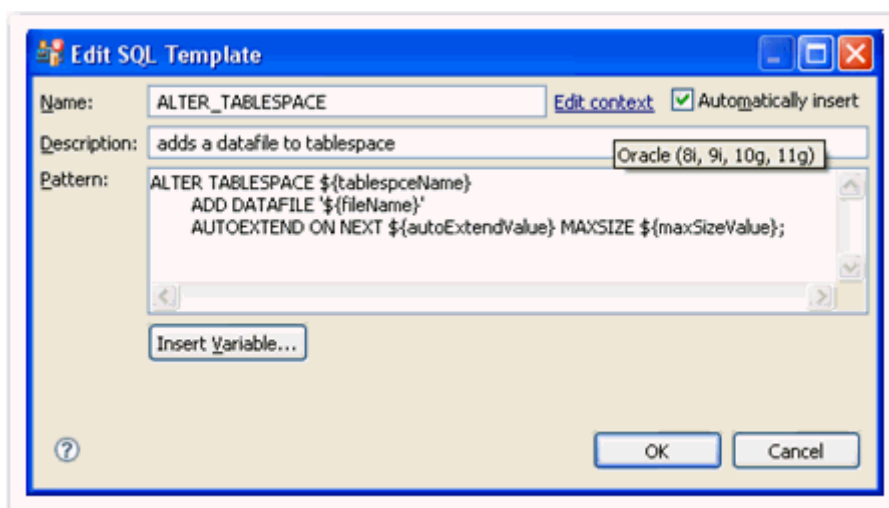 Edit SQL Template
Name: ALTER_TABLESPACE Edit context Automatically insert
Description: adds a datafile to tablespace
Oracle (8i, 9i, 10g, 11g)
Pattern: ALTER TABLESPACE ${tablespceName}
ADD DATAFILE '${fileName}'
AUTOEXTEND ON NEXT ${autoExtendValue} MAXSIZE ${maxSizeValue};
Insert Variable...
? OK Cancel